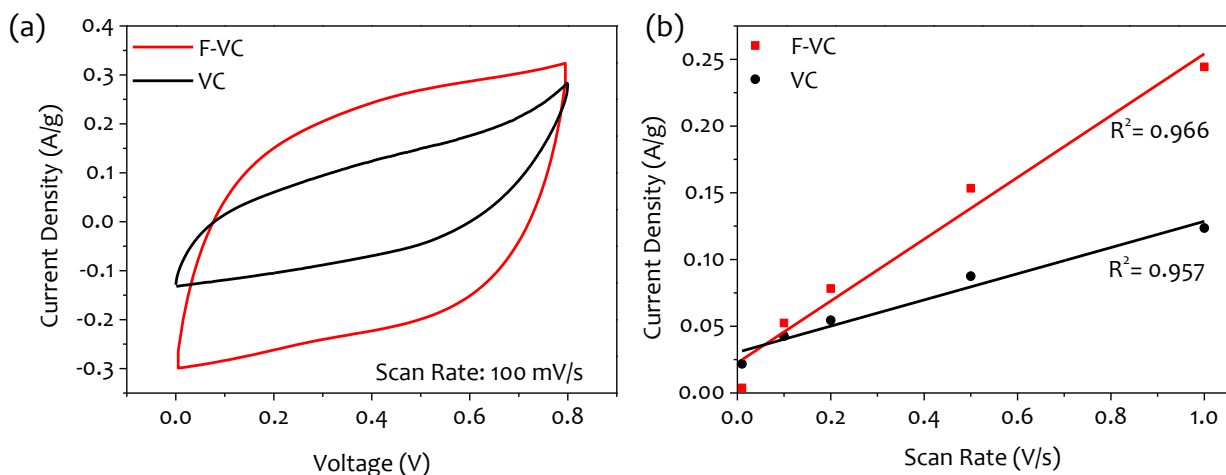 (a)
F-VC
VC
Current Density (A/g)
0.4
0.3
0.2
0.1
0.0
-0.1
-0.2
-0.3
Scan Rate: 100 mV/s
0.0 0.2 0.4 0.6 0.8
Voltage (V)
(b)
F-VC
VC
Current Density (A/g)
0.25
0.20
0.15
0.10
0.05
0.00
R²= 0.966
R²= 0.957
0.0 0.2 0.4 0.6 0.8 1.0
Scan Rate (V/s)